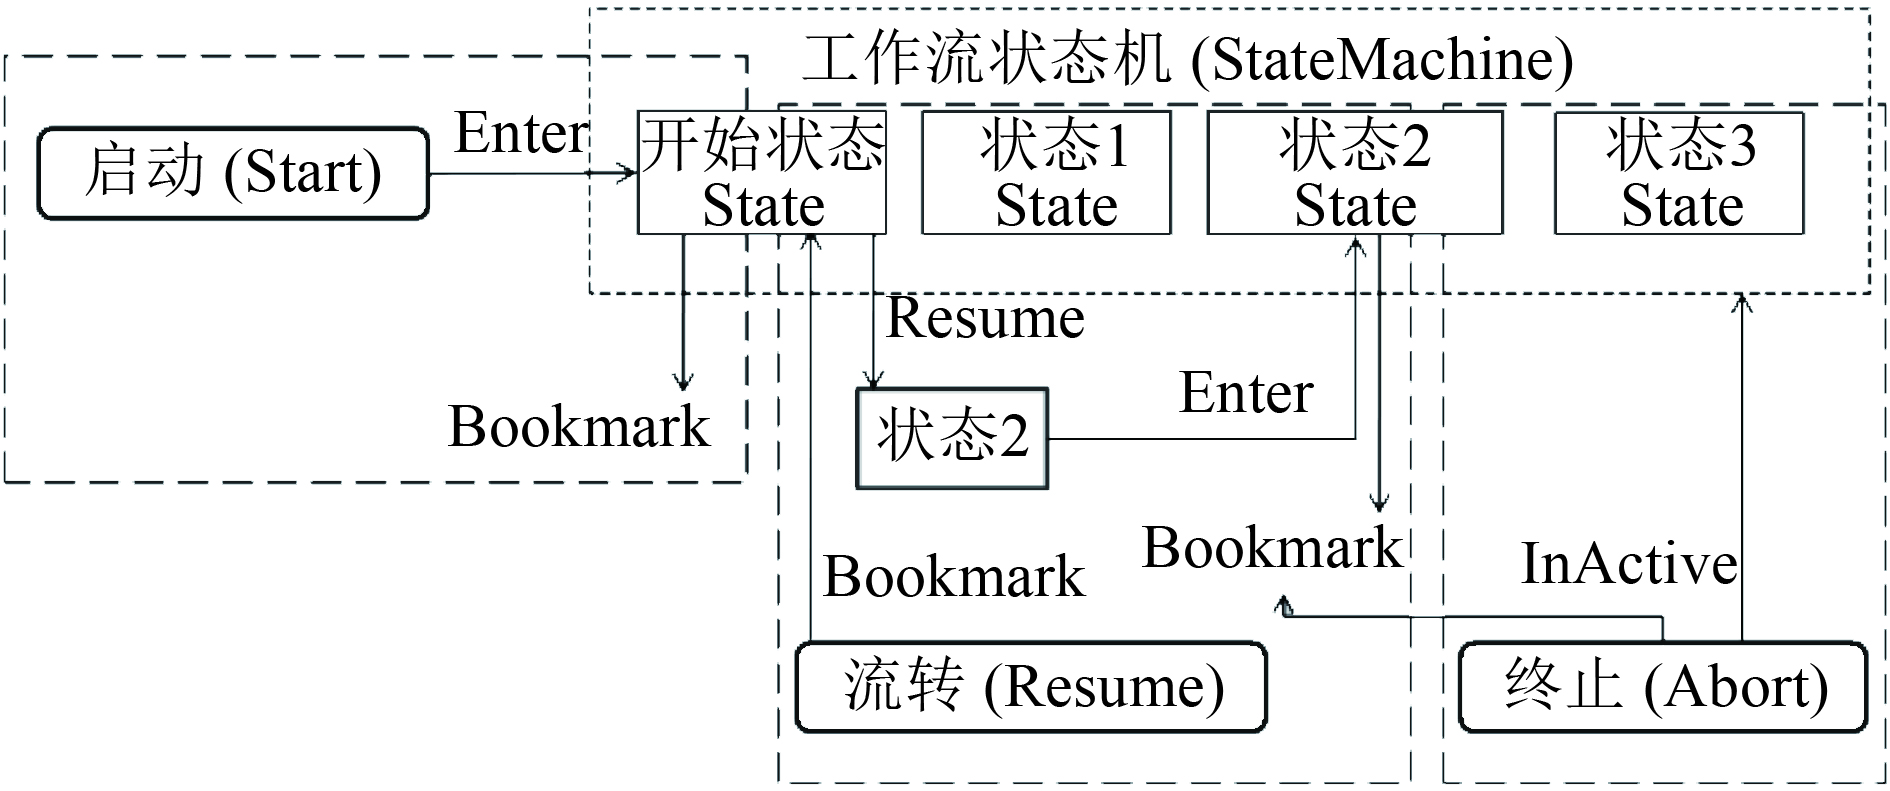 工作流状态机 (StateMachine)
启动 (Start)
Enter
开始状态
State
状态1
State
状态2
State
状态3
State
Resume
Bookmark
状态2
Enter
Bookmark
Bookmark
InActive
流转 (Resume)
终止 (Abort)